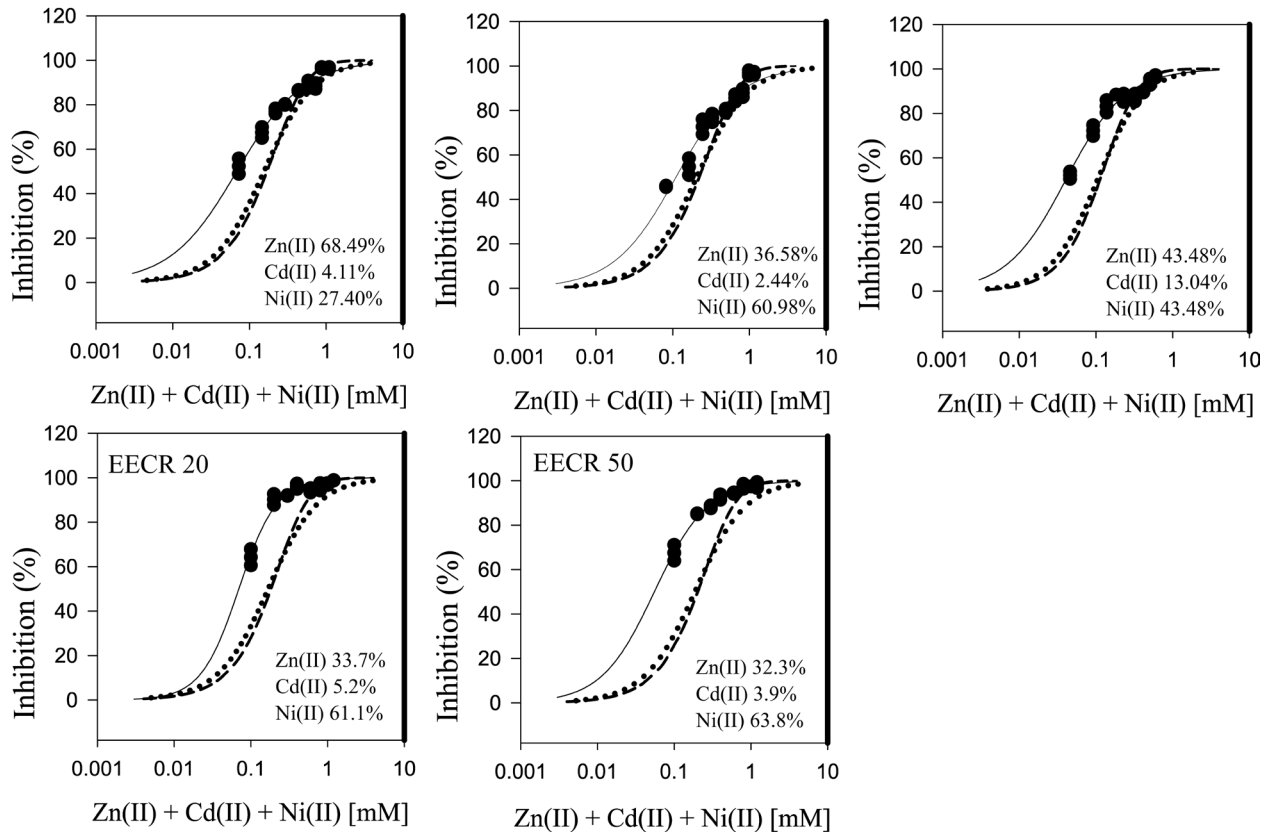 120
100
80
60
40
20
0
Inhibition (%)
Zn(II) 68.49%
Cd(II) 4.11%
Ni(II) 27.40%
0.001 0.01 0.1 1 10
Zn(II) + Cd(II) + Ni(II) [mM]
120
100
80
60
40
20
0
Inhibition (%)
Zn(II) 36.58%
Cd(II) 2.44%
Ni(II) 60.98%
0.001 0.01 0.1 1 10
Zn(II) + Cd(II) + Ni(II) [mM]
120
100
80
60
40
20
0
Inhibition (%)
Zn(II) 43.48%
Cd(II) 13.04%
Ni(II) 43.48%
0.001 0.01 0.1 1 10
Zn(II) + Cd(II) + Ni(II) [mM]
120
100
80
60
40
20
0
Inhibition (%)
EECR 20
Zn(II) 33.7%
Cd(II) 5.2%
Ni(II) 61.1%
0.001 0.01 0.1 1 10
Zn(II) + Cd(II) + Ni(II) [mM]
120
100
80
60
40
20
0
Inhibition (%)
EECR 50
Zn(II) 32.3%
Cd(II) 3.9%
Ni(II) 63.8%
0.001 0.01 0.1 1 10
Zn(II) + Cd(II) + Ni(II) [mM]